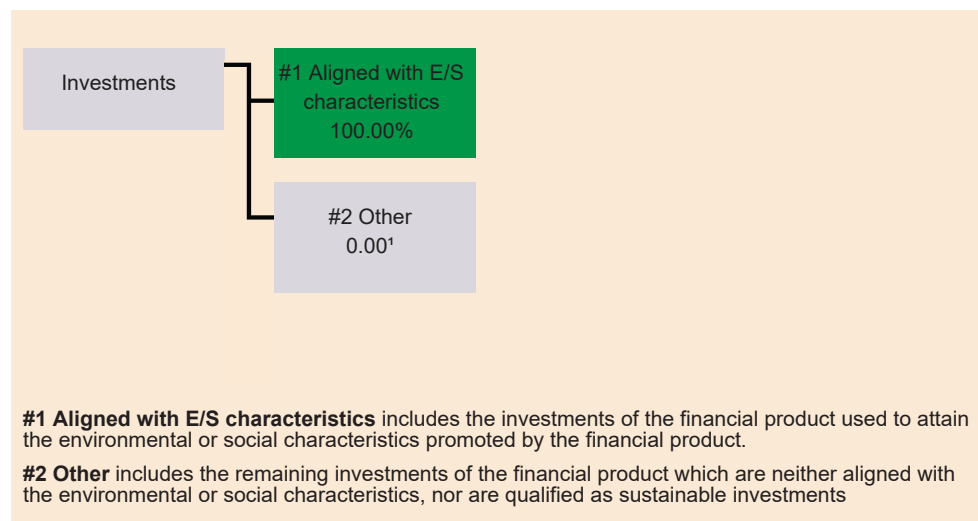 Investments
#1 Aligned with E/S
characteristics
100.00%
#2 Other
0.00¹
#1 Aligned with E/S characteristics includes the investments of the financial product used to attain
the environmental or social characteristics promoted by the financial product.
#2 Other includes the remaining investments of the financial product which are neither aligned with
the environmental or social characteristics, nor are qualified as sustainable investments